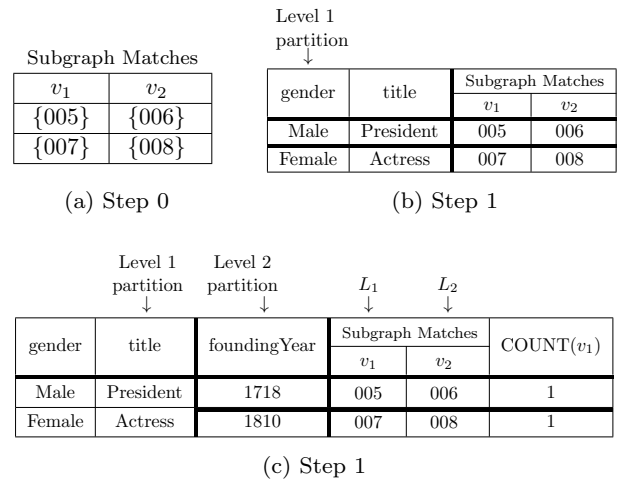 Subgraph Matches
v1 v2
{005} {006}
{007} {008}
(a) Step 0
Level 1
partition
↓
gender title Subgraph Matches
v1 v2
Male President 005 006
Female Actress 007 008
(b) Step 1
Level 1 Level 2
partition partition L1 L2
↓ ↓ ↓ ↓
gender title foundingYear Subgraph Matches COUNT(v1)
v1 v2
Male President 1718 005 006 1
Female Actress 1810 007 008 1
(c) Step 1